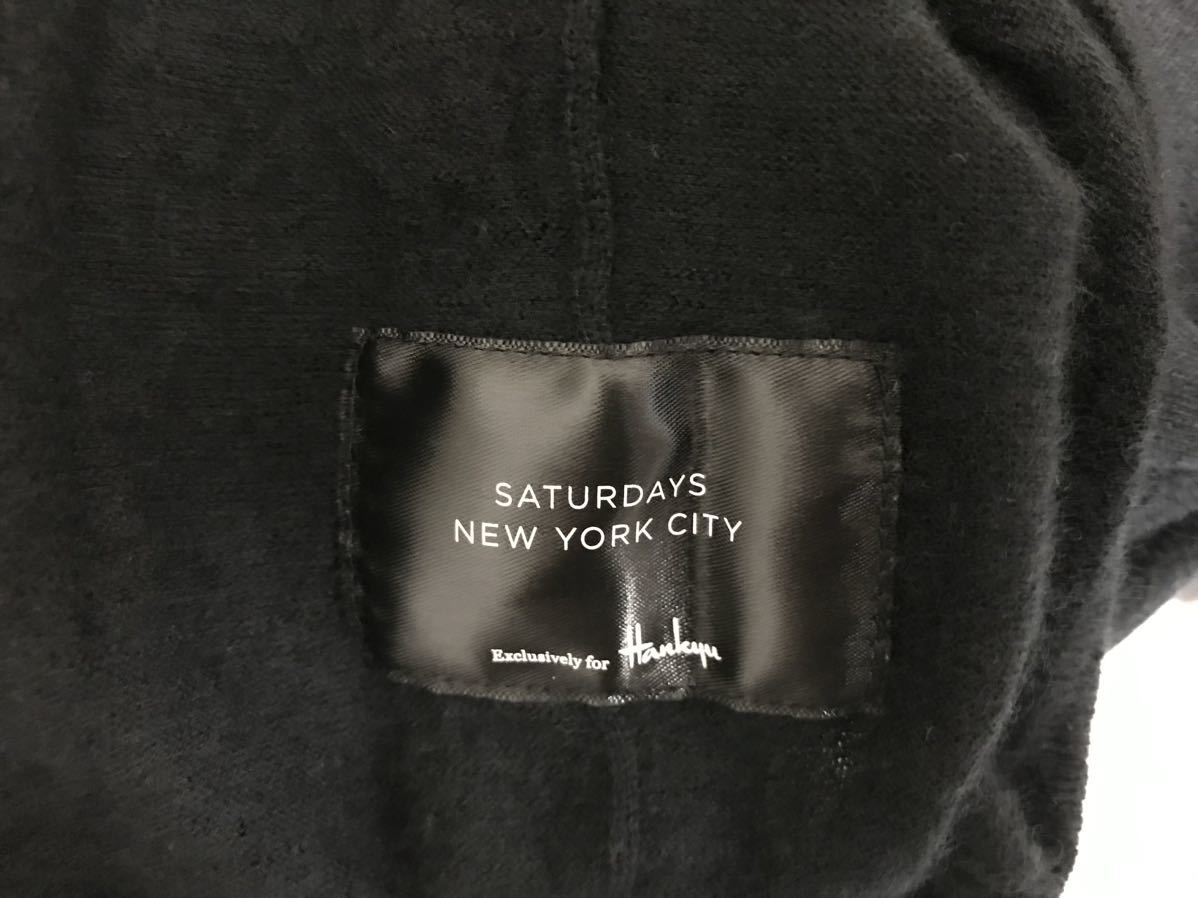 SATURDAYS
NEW YORK CITY
Exclusively for Hankyu